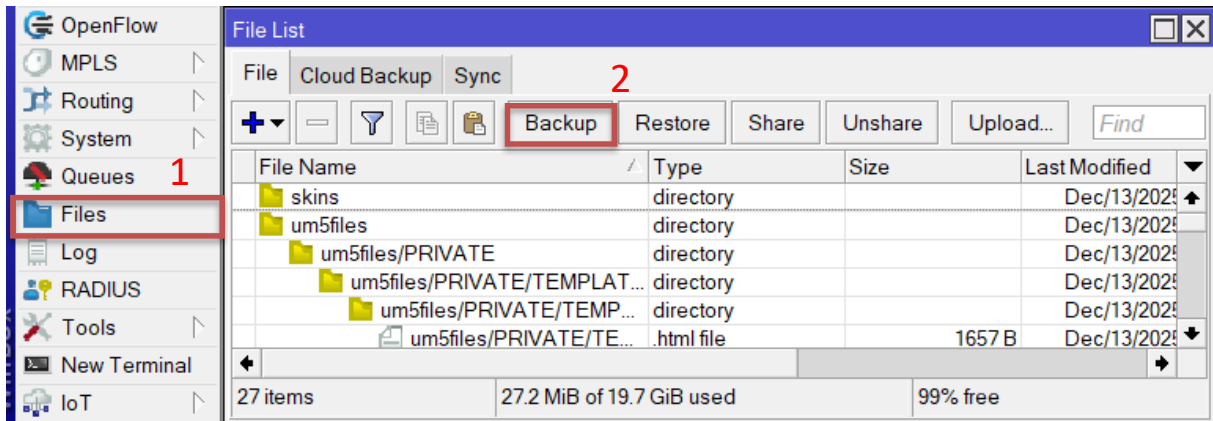 OpenFlow
MPLS
Routing
System
Queues
1
Files
Log
RADIUS
Tools
New Terminal
IoT
File List
File Cloud Backup Sync
2
Backup Restore Share Unshare Upload... Find
File Name Type Size Last Modified
skins directory Dec/13/2025
um5files directory Dec/13/2025
um5files/PRIVATE directory Dec/13/2025
um5files/PRIVATE/TEMPLAT... directory Dec/13/2025
um5files/PRIVATE/TEMP... directory Dec/13/2025
um5files/PRIVATE/TE... .html file 1657 B Dec/13/2025
27 items 27.2 MiB of 19.7 GiB used 99% free